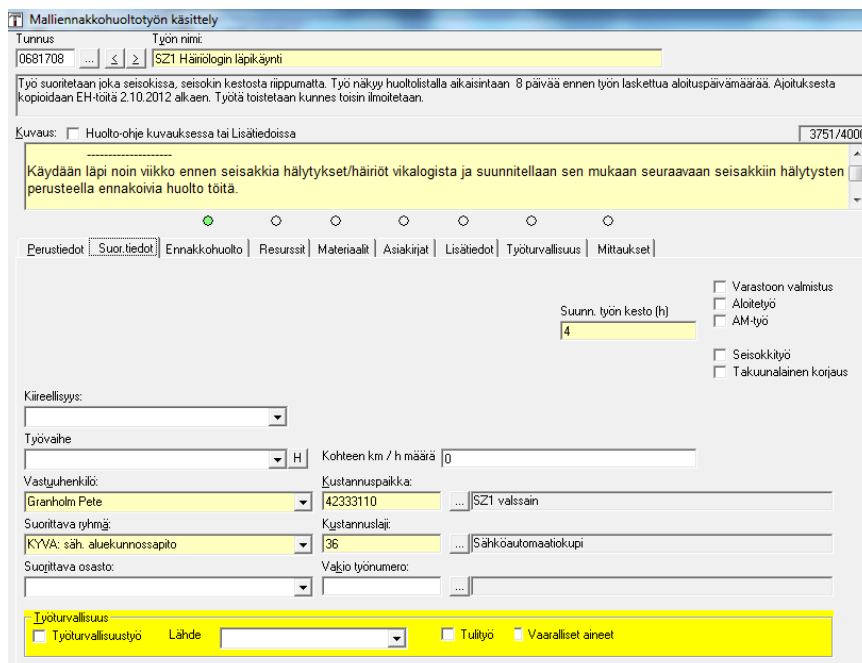 Malliennakkohuoltotyön käsittely
Tunnus Työn nimi:
0681708 ... < > SZ1 Häiriölogin läpikäynti
Työ suoritetaan joka seisokissa, seisokin kestosta riippumatta. Työ näkyy huoltolistalla aikaisintaan 8 päivää ennen työn laskettua aloituspäivämäärää. Ajoituksesta
kopioidaan EH-töitä 2.10.2012 alkaen. Työtä toistetaan kunnes toisin ilmoitetaan.
Kuvaus: Huolto-ohje kuvauksessa tai Lisätiedoissa 3751/4000
--------------------
Käydään läpi noin viikko ennen seisakkia hälytykset/häiriöt vikalogista ja suunnitellaan sen mukaan seuraavaan seisakkiin hälytysten
perusteella ennakoivia huolto töitä.
Perustiedot Suor.tiedot Ennakkohuolto Resurssit Materiaalit Asiakirjat Lisätiedot Työturvallisuus Mittaukset
Varastoon valmistus
Suunn. työn kesto (h) Aloitetyö
4 AM-työ
Seisokkityö
Takuunalainen korjaus
Kiireellisyys:
Työvaihe
H Kohteen km / h määrä 0
Vastuuhenkilö: Kustannuspaikka:
Granholm Pete 42333110 ... SZ1 valssain
Suorittava ryhmä: Kustannuslaji:
KYVA: säh. aluekunnossapito 36 ... Sähköautomaatiokupi
Suorittava osasto: Vakio työnumero:
...
Työturvallisuus
Työturvallisuustyö Lähde Tulityö Vaaralliset aineet